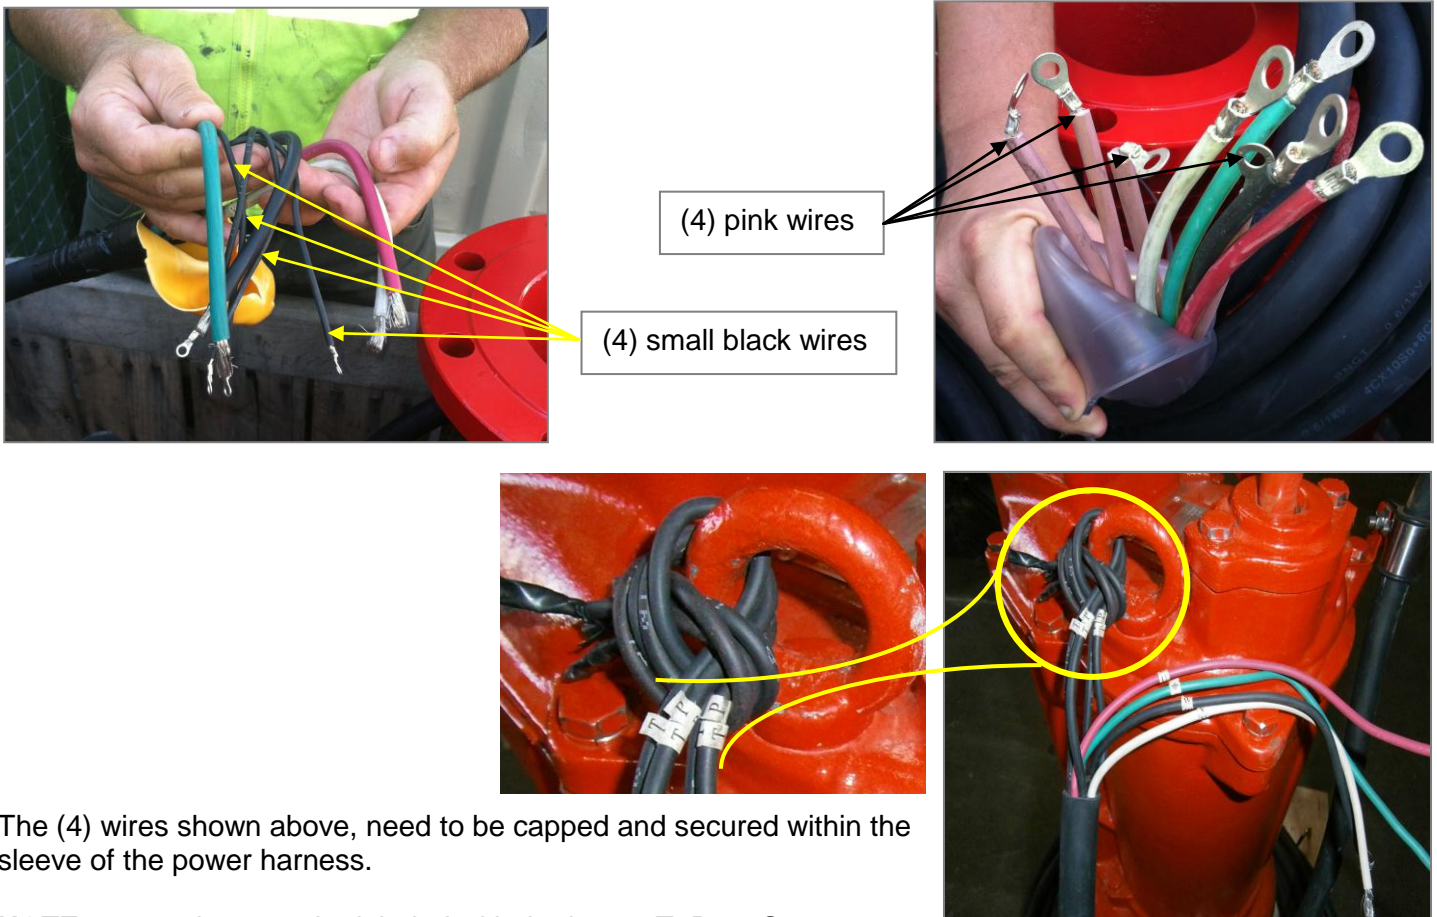 (4) pink wires
(4) small black wires
T P
T T P
The (4) wires shown above, need to be capped and secured within the
sleeve of the power harness.